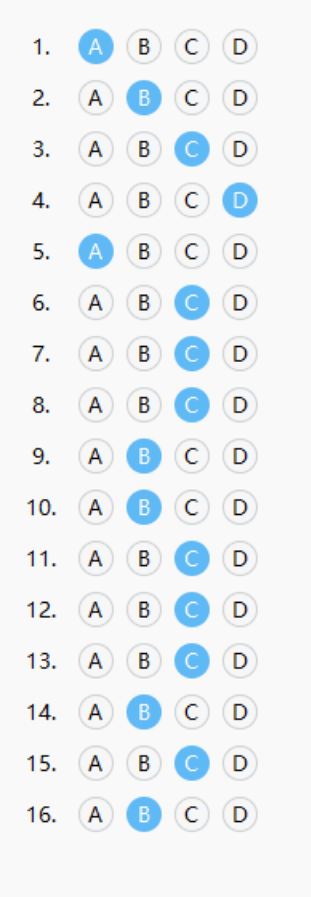 1. A B C D
2. A B C D
3. A B C D
4. A B C D
5. A B C D
6. A B C D
7. A B C D
8. A B C D
9. A B C D
10. A B C D
11. A B C D
12. A B C D
13. A B C D
14. A B C D
15. A B C D
16. A B C D